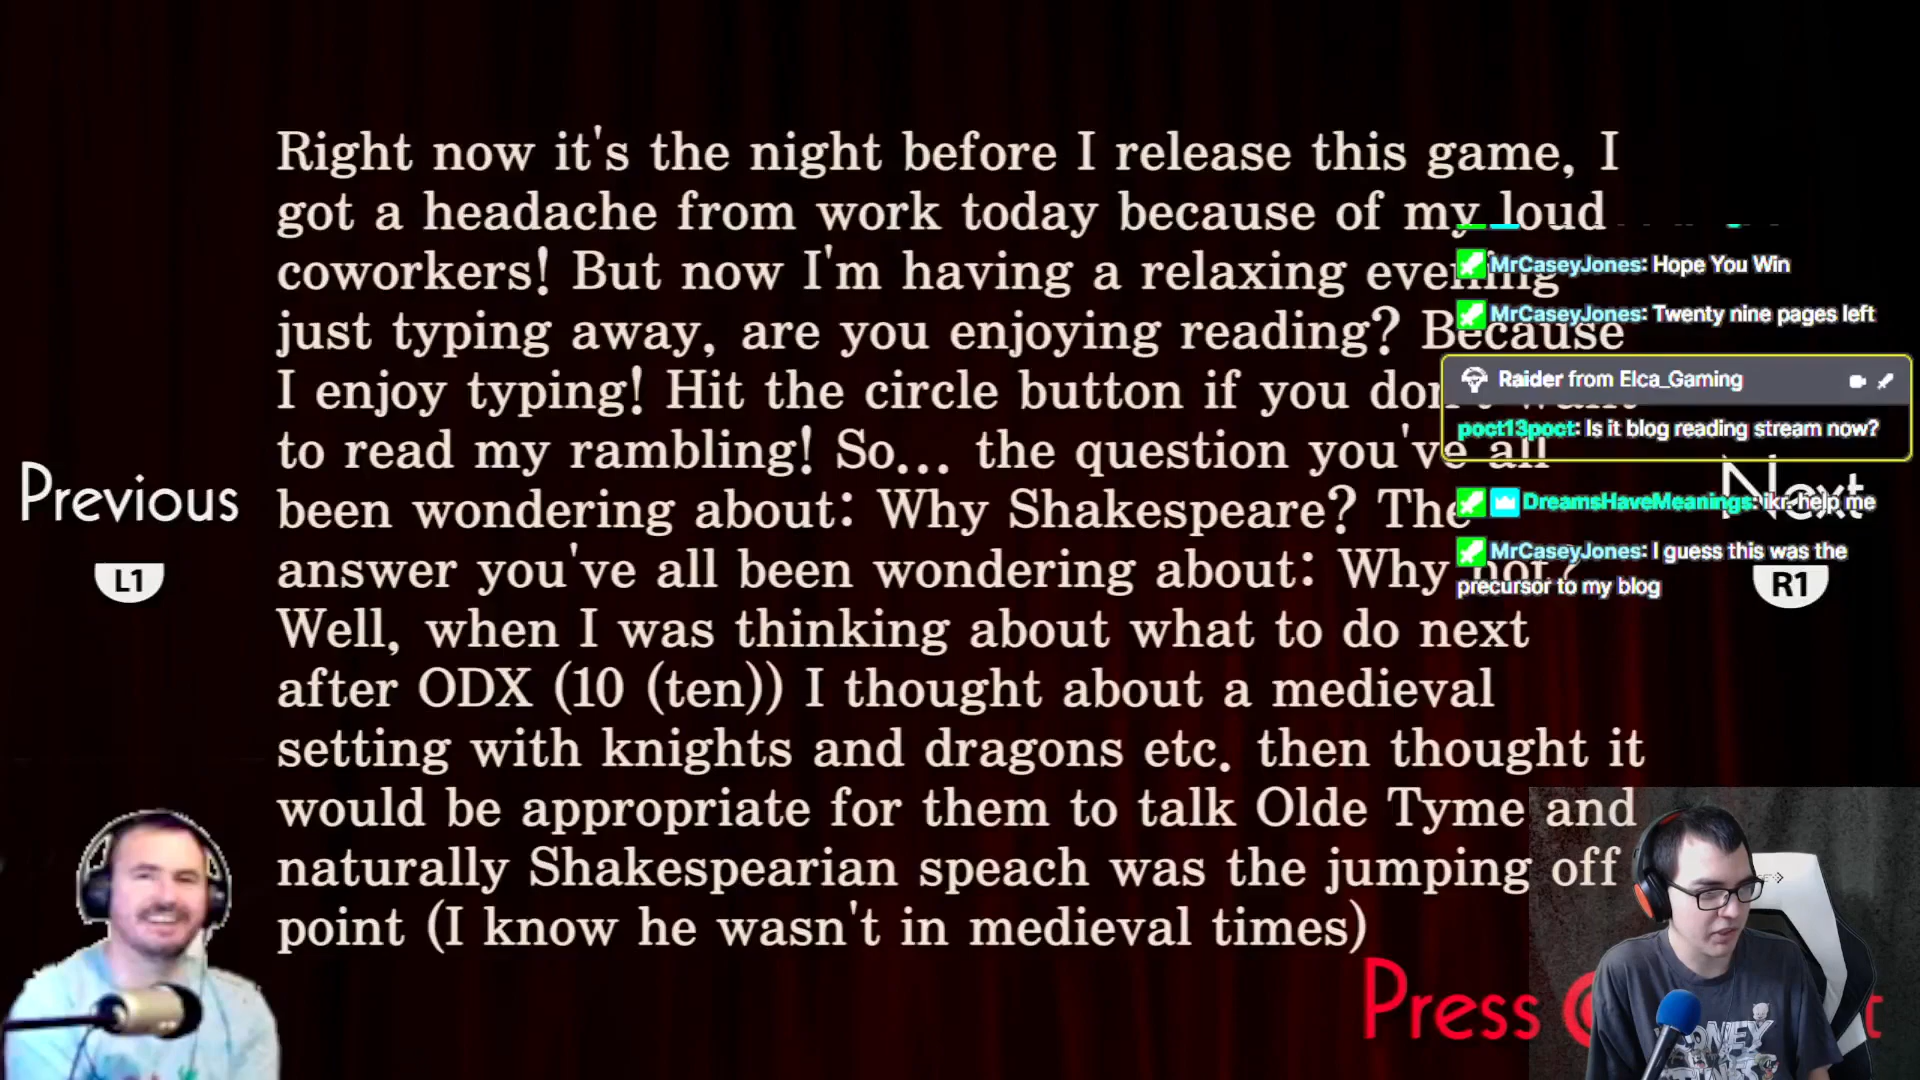 Right now it's the night before I release this game, I
got a headache from work today because of my loud
coworkers! But now I'm having a relaxing evening
just typing away, are you enjoying reading? Because
I enjoy typing! Hit the circle button if you don't want
to read my rambling! So... the question you've all
been wondering about: Why Shakespeare? The
answer you've all been wondering about: Why not?
Well, when I was thinking about what to do next
after ODX (10 (ten)) I thought about a medieval
setting with knights and dragons etc. then thought it
would be appropriate for them to talk Olde Tyme and
naturally Shakespearian speach was the jumping off
point (I know he wasn't in medieval times)
Previous
L1
Next
R1
MrCaseyJones: Hope You Win
MrCaseyJones: Twenty nine pages left
Raider from Elca_Gaming
poct13poct: Is it blog reading stream now?
DreamsHaveMeanings: ikr. help me
MrCaseyJones: I guess this was the
precursor to my blog
Press